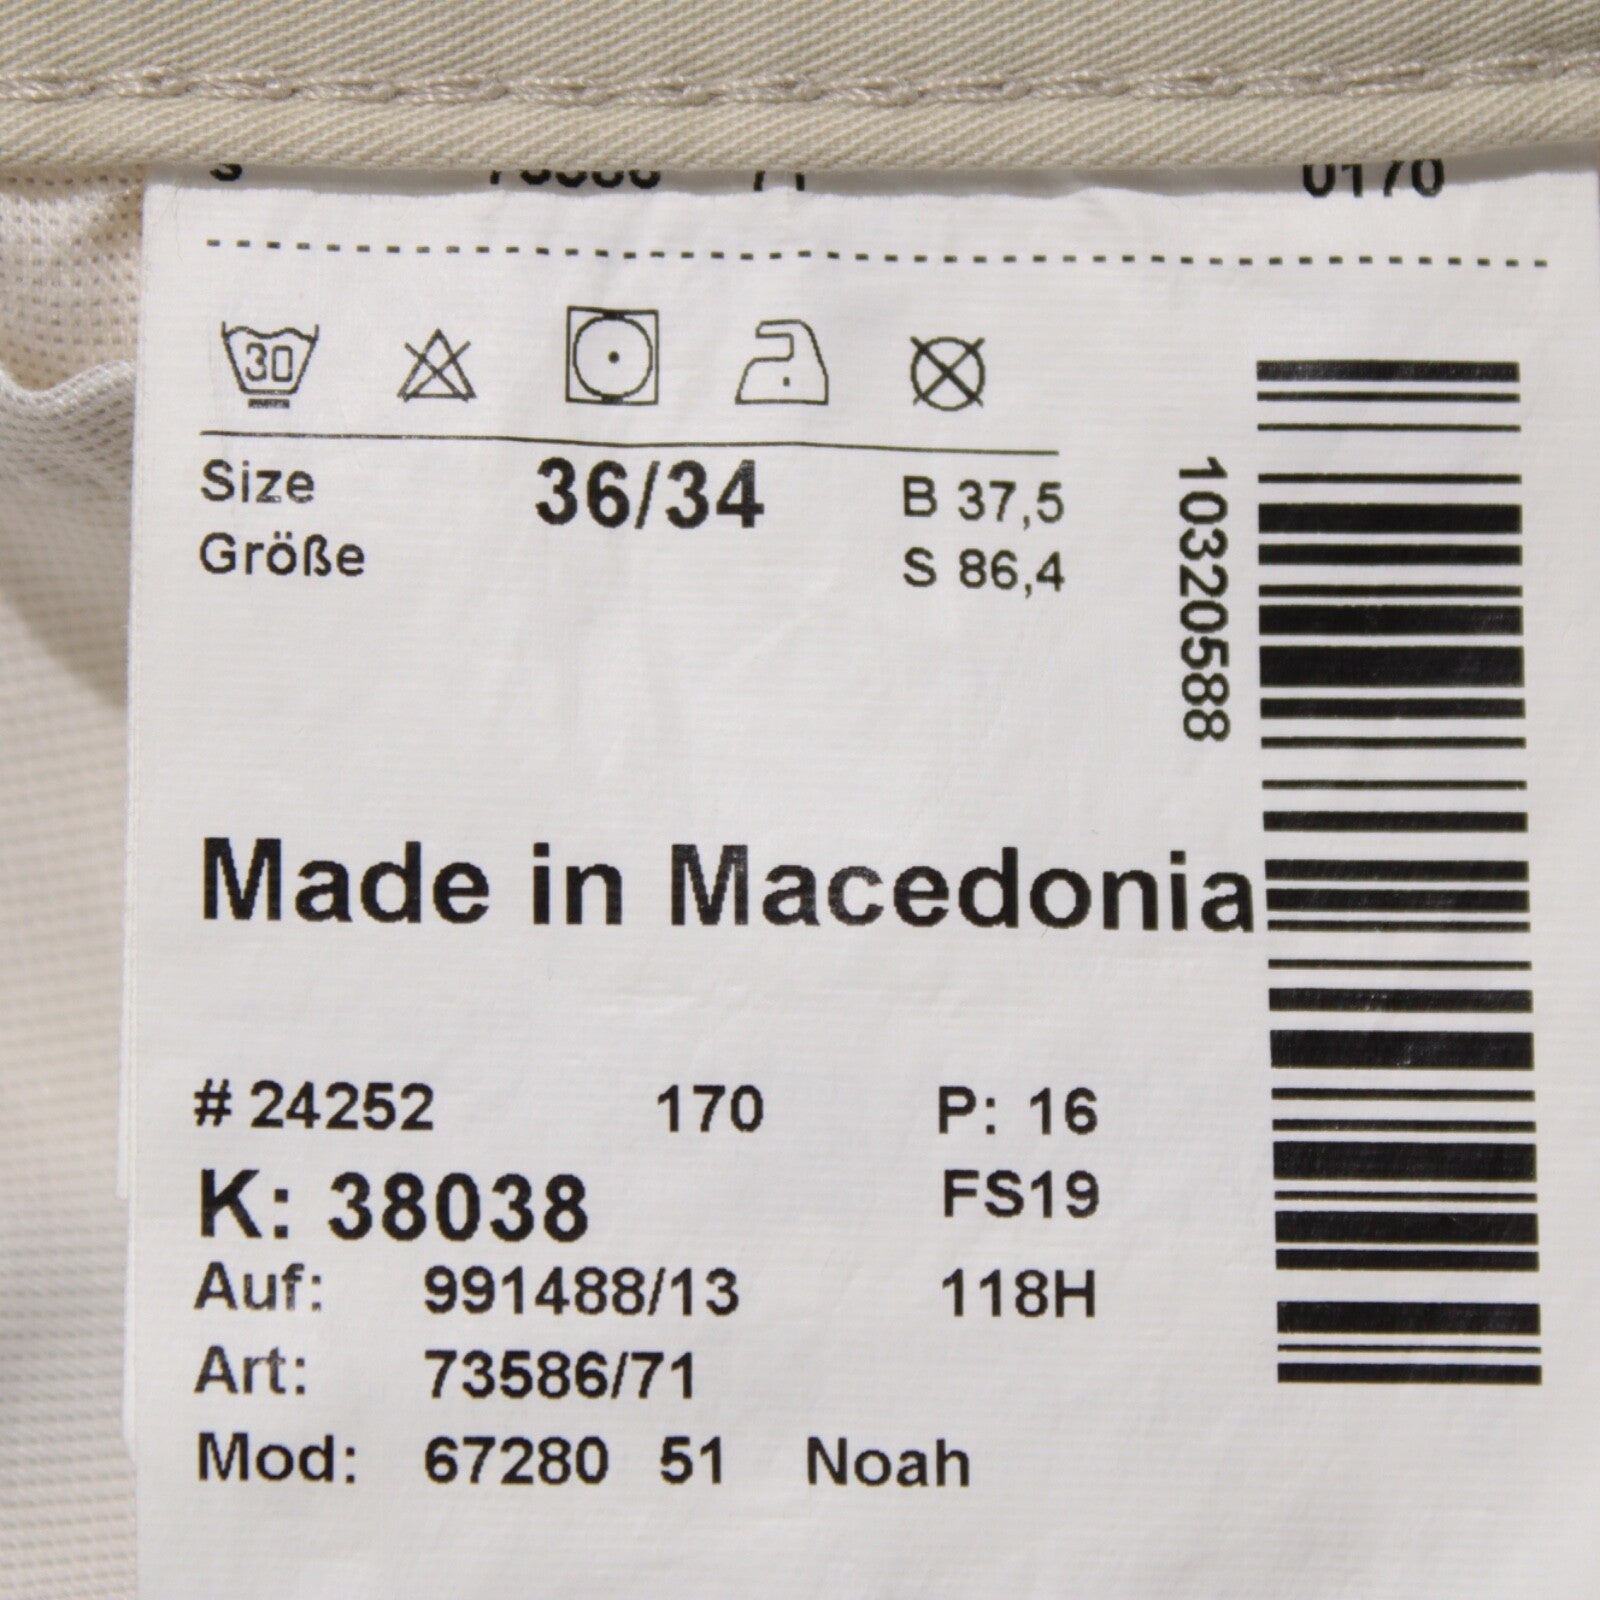 0170
30
Size 36/34 B 37,5
Größe S 86,4
10320588
Made in Macedonia
# 24252 170 P: 16
K: 38038 FS19
Auf: 991488/13 118H
Art: 73586/71
Mod: 67280 51 Noah